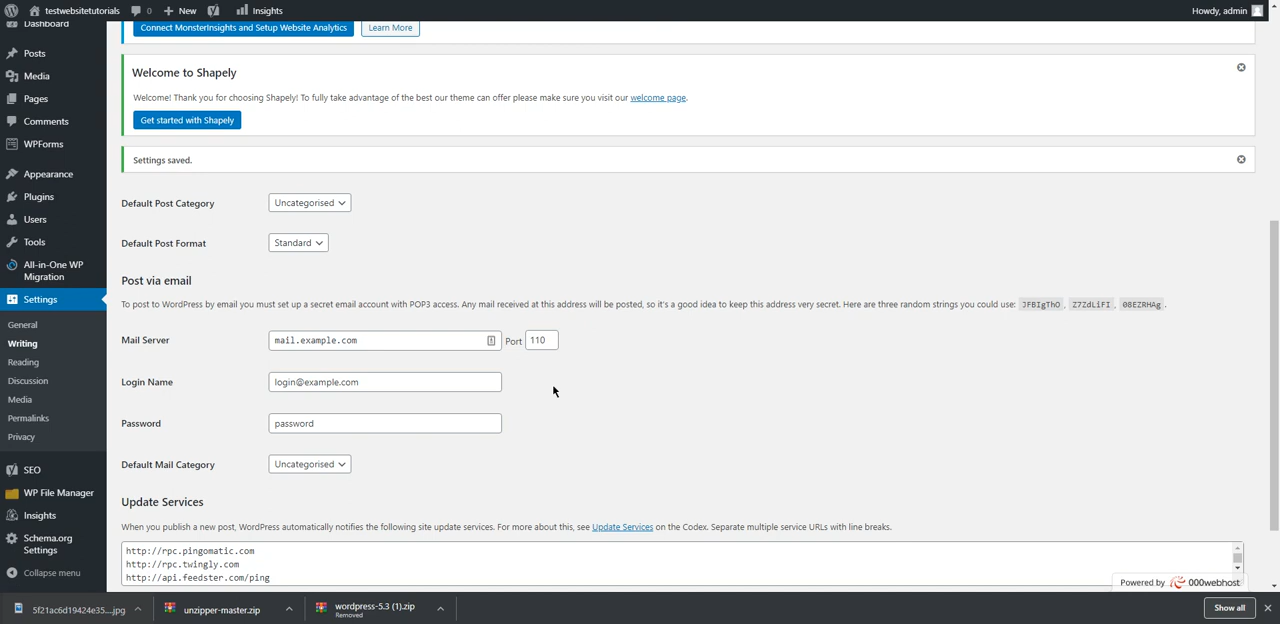 testwebsitetutorials 0 New Insights Howdy, admin
Dashboard
Posts
Media
Pages
Comments
WPForms
Appearance
Plugins
Users
Tools
All-in-One WP
Migration
Settings
General
Writing
Reading
Discussion
Media
Permalinks
Privacy
SEO
WP File Manager
Insights
Schema.org
Settings
Collapse menu
Connect MonsterInsights and Setup Website Analytics Learn More
Welcome to Shapely
Welcome! Thank you for choosing Shapely! To fully take advantage of the best our theme can offer please make sure you visit our welcome page.
Get started with Shapely
Settings saved.
Default Post Category Uncategorised
Default Post Format Standard
Post via email
To post to WordPress by email you must set up a secret email account with POP3 access. Any mail received at this address will be posted, so it's a good idea to keep this address very secret. Here are three random strings you could use: JFBIgThO, Z7ZdLiFI, 08EZRHAg.
Mail Server mail.example.com Port 110
Login Name login@example.com
Password password
Default Mail Category Uncategorised
Update Services
When you publish a new post, WordPress automatically notifies the following site update services. For more about this, see Update Services on the Codex. Separate multiple service URLs with line breaks.
http://rpc.pingomatic.com
http://rpc.twingly.com
http://api.feedster.com/ping
Powered by 000webhost
5f21ac6d19424e35....jpg unzipper-master.zip wordpress-5.3 (1).zip
Removed
Show all